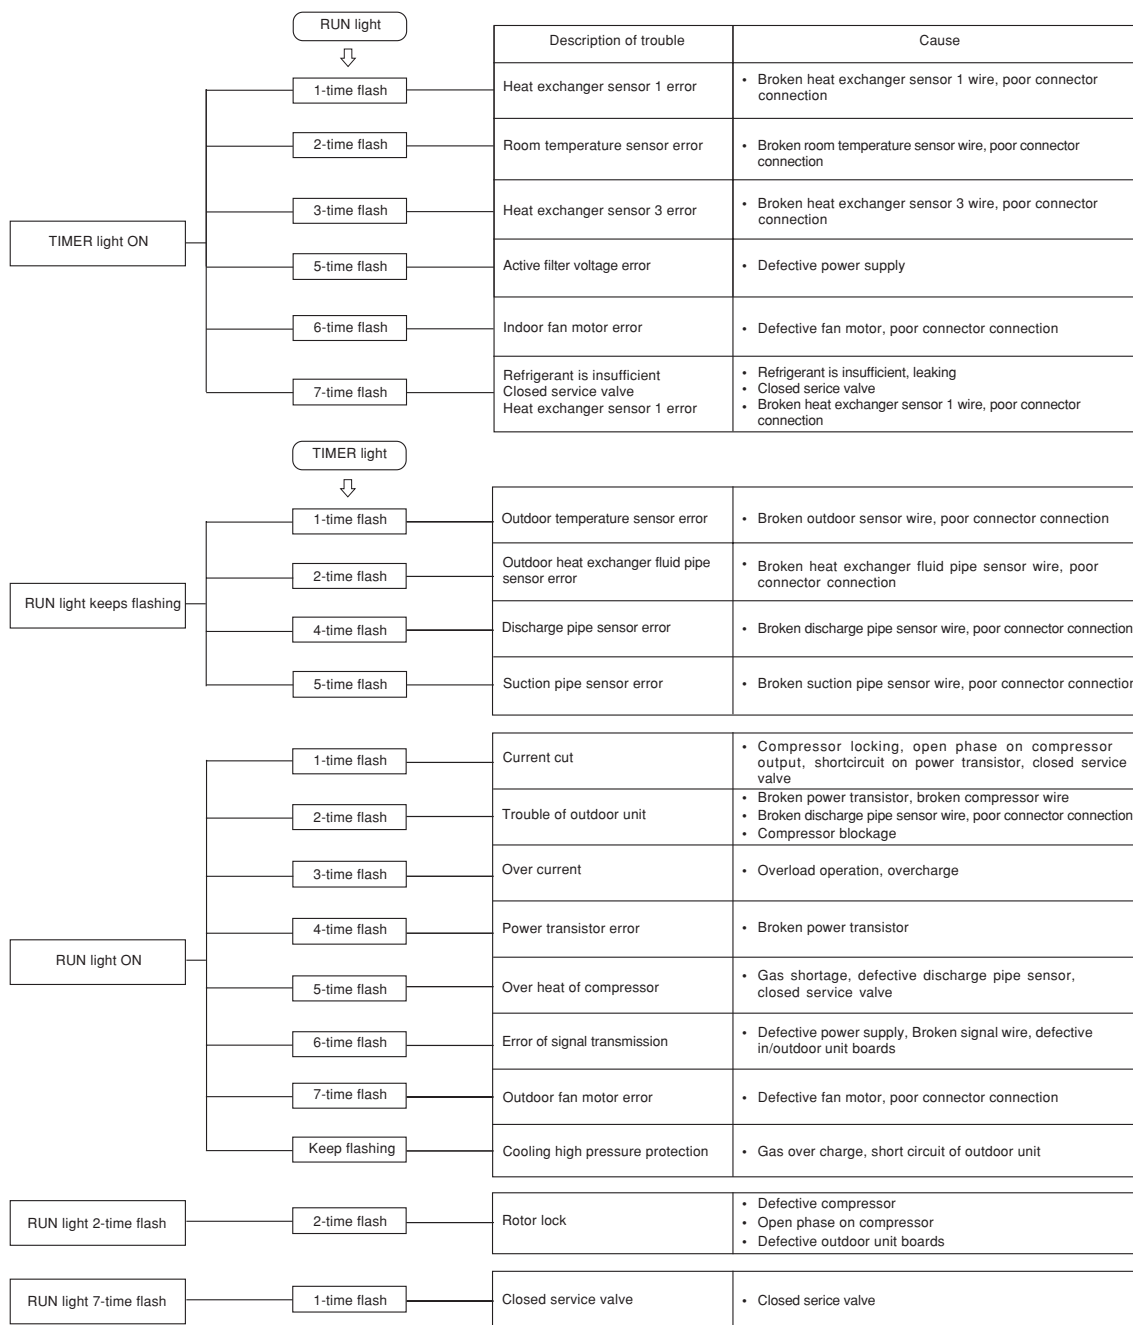 RUN light
Description of trouble
Cause
TIMER light ON
1-time flash
Heat exchanger sensor 1 error
• Broken heat exchanger sensor 1 wire, poor connector
connection
2-time flash
Room temperature sensor error
• Broken room temperature sensor wire, poor connector
connection
3-time flash
Heat exchanger sensor 3 error
• Broken heat exchanger sensor 3 wire, poor connector
connection
5-time flash
Active filter voltage error
• Defective power supply
6-time flash
Indoor fan motor error
• Defective fan motor, poor connector connection
7-time flash
Refrigerant is insufficient
Closed service valve
Heat exchanger sensor 1 error
• Refrigerant is insufficient, leaking
• Closed serice valve
• Broken heat exchanger sensor 1 wire, poor connector
connection
TIMER light
RUN light keeps flashing
1-time flash
Outdoor temperature sensor error
• Broken outdoor sensor wire, poor connector connection
2-time flash
Outdoor heat exchanger fluid pipe
sensor error
• Broken heat exchanger fluid pipe sensor wire, poor
connector connection
4-time flash
Discharge pipe sensor error
• Broken discharge pipe sensor wire, poor connector connection
5-time flash
Suction pipe sensor error
• Broken suction pipe sensor wire, poor connector connection
RUN light ON
1-time flash
Current cut
• Compressor locking, open phase on compressor
output, shortcircuit on power transistor, closed service
valve
2-time flash
Trouble of outdoor unit
• Broken power transistor, broken compressor wire
• Broken discharge pipe sensor wire, poor connector connection
• Compressor blockage
3-time flash
Over current
• Overload operation, overcharge
4-time flash
Power transistor error
• Broken power transistor
5-time flash
Over heat of compressor
• Gas shortage, defective discharge pipe sensor,
closed service valve
6-time flash
Error of signal transmission
• Defective power supply, Broken signal wire, defective
in/outdoor unit boards
7-time flash
Outdoor fan motor error
• Defective fan motor, poor connector connection
Keep flashing
Cooling high pressure protection
• Gas over charge, short circuit of outdoor unit
RUN light 2-time flash
2-time flash
Rotor lock
• Defective compressor
• Open phase on compressor
• Defective outdoor unit boards
RUN light 7-time flash
1-time flash
Closed service valve
• Closed serice valve